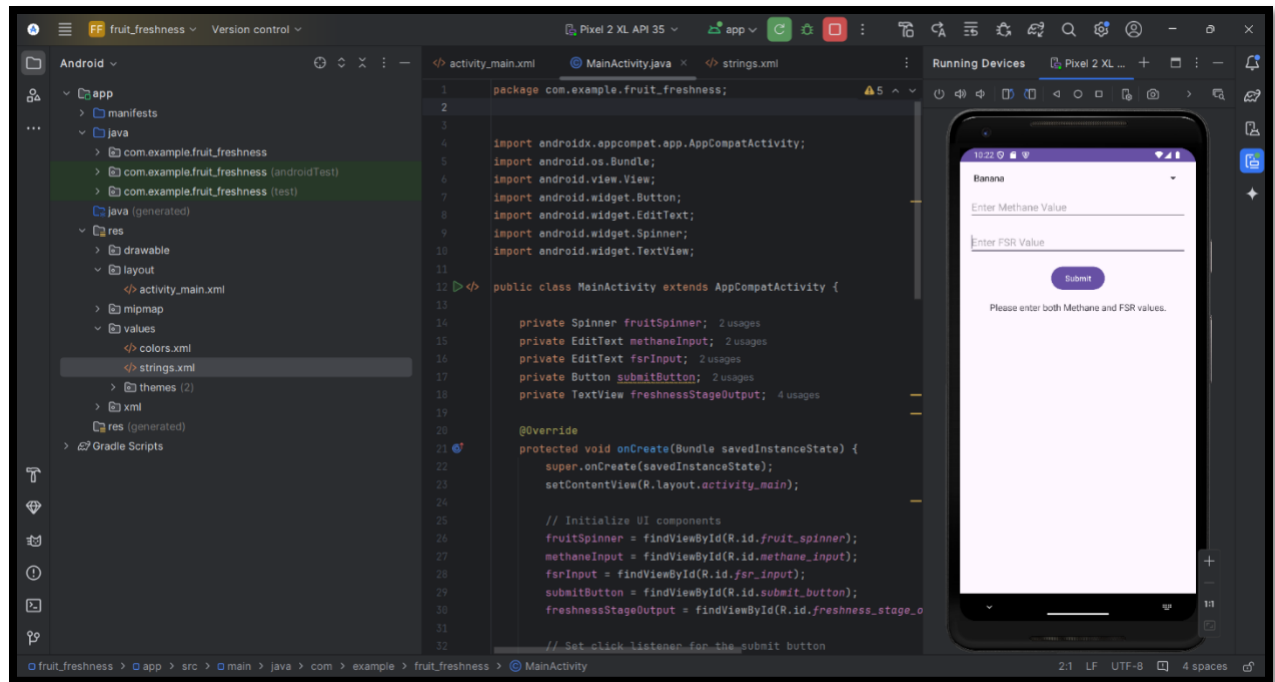 FF fruit_freshness Version control Pixel 2 XL API 35 app
Android
app
manifests
java
com.example.fruit_freshness
com.example.fruit_freshness (androidTest)
com.example.fruit_freshness (test)
java (generated)
res
drawable
layout
activity_main.xml
mipmap
values
colors.xml
strings.xml
themes (2)
xml
res (generated)
Gradle Scripts
activity_main.xml MainActivity.java strings.xml
5
1 package com.example.fruit_freshness;
2
3
4 import androidx.appcompat.app.AppCompatActivity;
5 import android.os.Bundle;
6 import android.view.View;
7 import android.widget.Button;
8 import android.widget.EditText;
9 import android.widget.Spinner;
10 import android.widget.TextView;
11
12 public class MainActivity extends AppCompatActivity {
13
14 private Spinner fruitSpinner; 2 usages
15 private EditText methaneInput; 2 usages
16 private EditText fsrInput; 2 usages
17 private Button submitButton; 2 usages
18 private TextView freshnessStageOutput; 4 usages
19
20 @Override
21 protected void onCreate(Bundle savedInstanceState) {
22 super.onCreate(savedInstanceState);
23 setContentView(R.layout.activity_main);
24
25 // Initialize UI components
26 fruitSpinner = findViewById(R.id.fruit_spinner);
27 methaneInput = findViewById(R.id.methane_input);
28 fsrInput = findViewById(R.id.fsr_input);
29 submitButton = findViewById(R.id.submit_button);
30 freshnessStageOutput = findViewById(R.id.freshness_stage_o
31
32 // Set click listener for the submit button
Running Devices Pixel 2 XL ...
10:22
Banana
Enter Methane Value
Enter FSR Value
Submit
Please enter both Methane and FSR values.
1:1
fruit_freshness > app > src > main > java > com > example > fruit_freshness > MainActivity
2:1 LF UTF-8 4 spaces